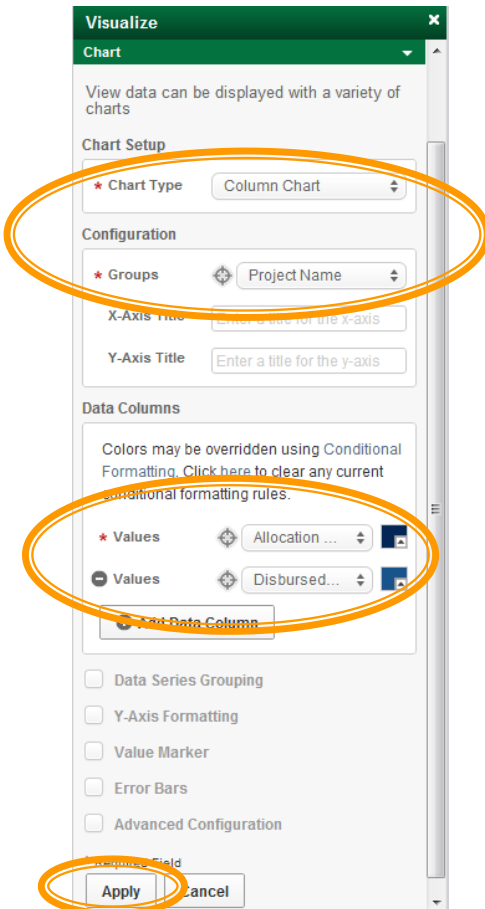 Visualize
Chart
View data can be displayed with a variety of
charts
Chart Setup
* Chart Type Column Chart
Configuration
* Groups Project Name
X-Axis Title Enter a title for the x-axis
Y-Axis Title Enter a title for the y-axis
Data Columns
Colors may be overridden using Conditional
Formatting. Click here to clear any current
conditional formatting rules.
* Values Allocation ...
Values Disbursed...
Add Data Column
Data Series Grouping
Y-Axis Formatting
Value Marker
Error Bars
Advanced Configuration
* Required Field
Apply Cancel